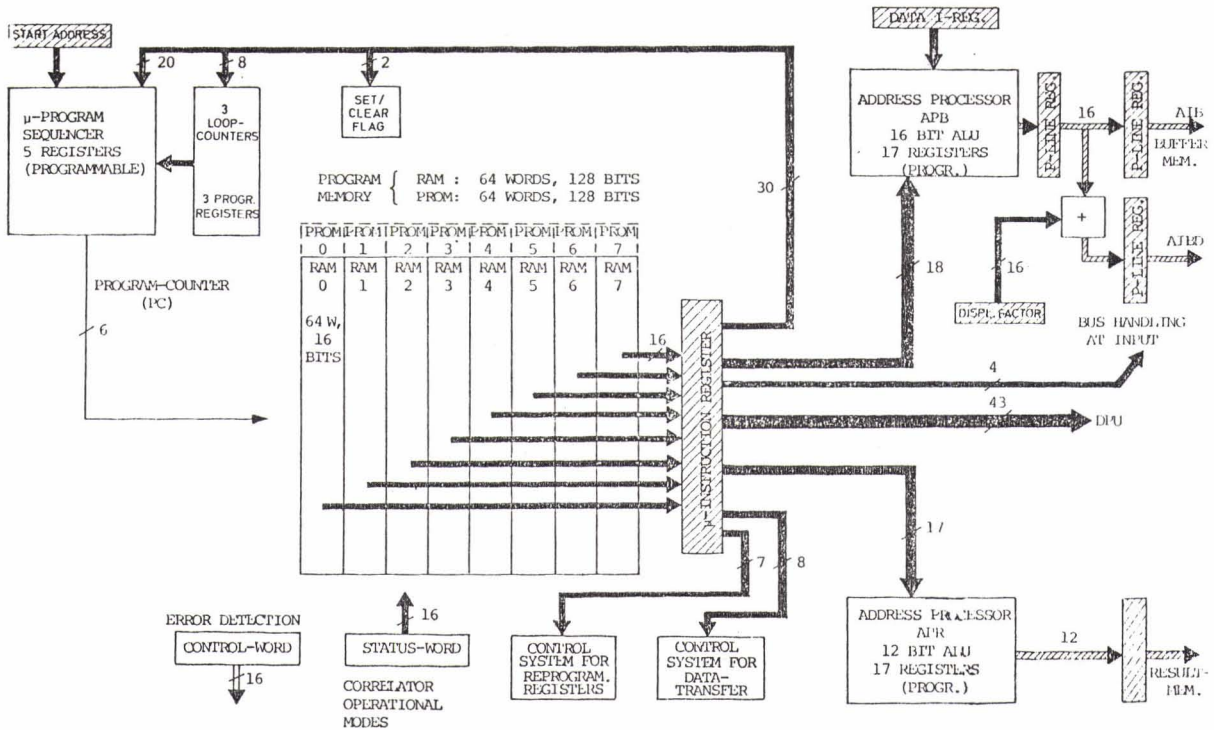 START ADDRESS
20
8
2
µ-PROGRAM
SEQUENCER
5 REGISTERS
(PROGRAMMABLE)
3
LOOP-
COUNTERS
3 PROGR.
REGISTERS
SET/
CLEAR
FLAG
PROGRAM
MEMORY
RAM : 64 WORDS, 128 BITS
PROM: 64 WORDS, 128 BITS
30
PROM PROM PROM PROM PROM PROM PROM PROM
0 1 2 3 4 5 6 7
RAM RAM RAM RAM RAM RAM RAM RAM
0 1 2 3 4 5 6 7
64 W,
16
BITS
PROGRAM-COUNTER
(PC)
6
16
µ-INSTRUCTION REGISTER
DATA I-REG.
ADDRESS PROCESSOR
APB
16 BIT ALU
17 REGISTERS
(PROGR.)
P-LINE REG.
16
P-LINE REG.
AIB
BUFFER
MEM.
+
P-LINE REG.
AIBD
18
16
DISPL.FACTOR
BUS HANDLING
AT INPUT
4
43
DPU
17
7
8
ERROR DETECTION
CONTROL-WORD
16
16
STATUS-WORD
CORRELATOR
OPERATIONAL
MODES
CONTROL
SYSTEM FOR
REPROGRAM.
REGISTERS
CONTROL
SYSTEM FOR
DATA-
TRANSFER
ADDRESS PROCESSOR
APR
12 BIT ALU
17 REGISTERS
(PROGR.)
12
RESULT-
MEM.